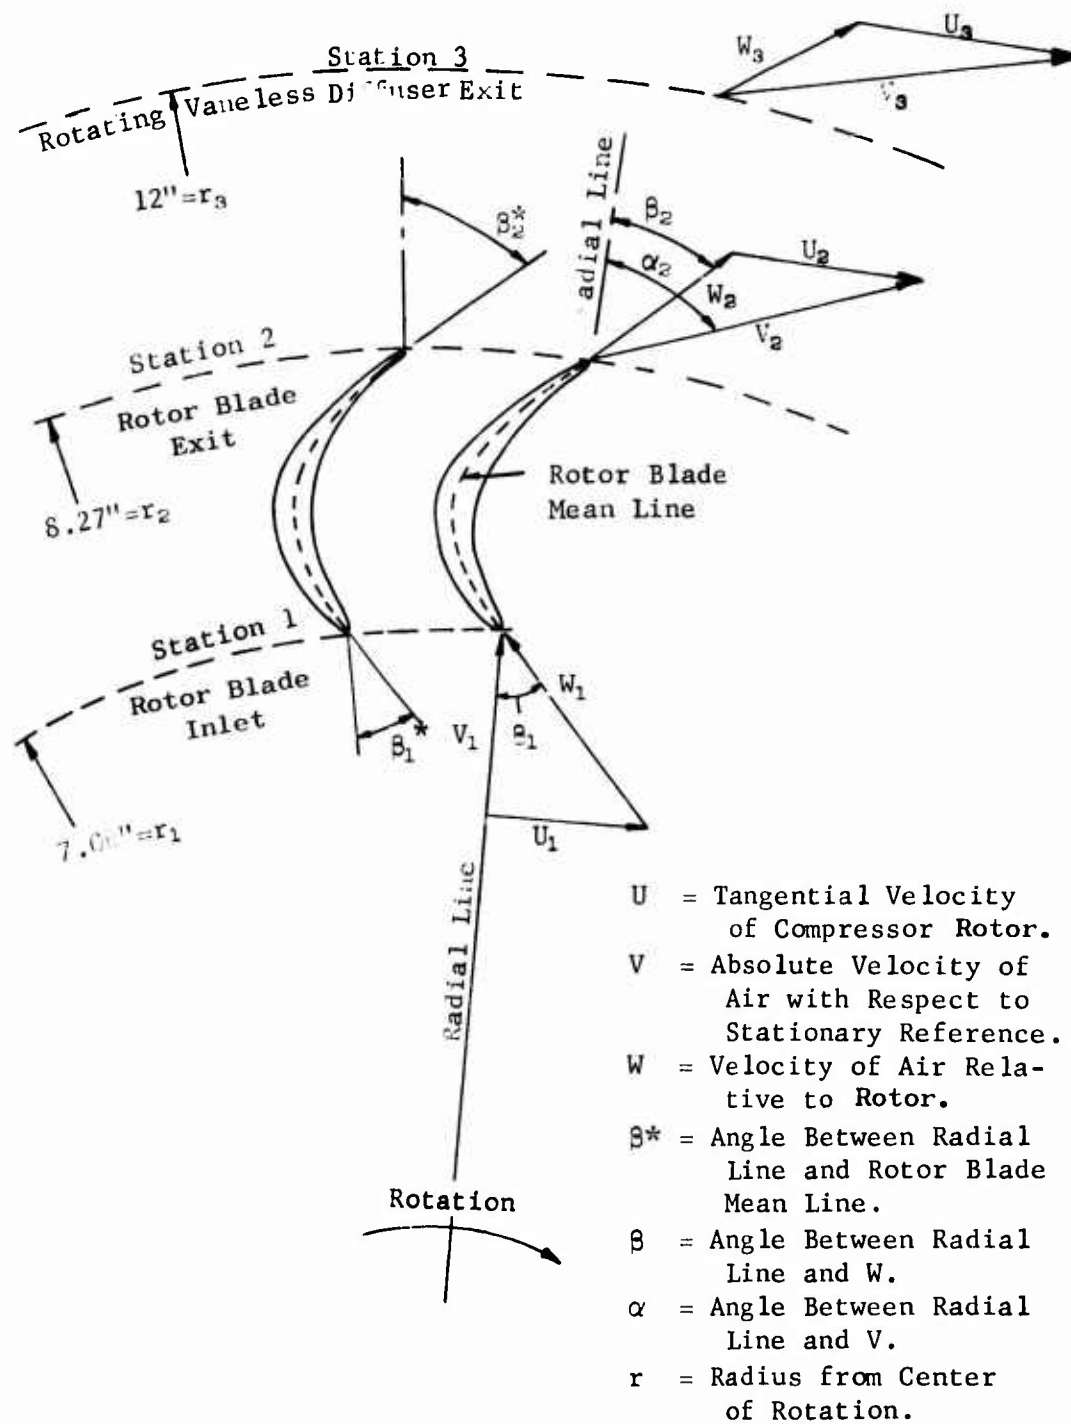 Station 3
Rotating Vaneless Diffuser Exit
W₃
U₃
V₃
12"=r₃
β₂*
Radial Line
β₂
α₂
U₂
W₂
V₂
Station 2
Rotor Blade
Exit
8.27"=r₂
Rotor Blade
Mean Line
Station 1
Rotor Blade
Inlet
β₁*
V₁
β₁
W₁
U₁
=r₁
Radial Line
Rotation
U = Tangential Velocity
of Compressor Rotor.
V = Absolute Velocity of
Air with Respect to
Stationary Reference.
W = Velocity of Air Rela-
tive to Rotor.
β* = Angle Between Radial
Line and Rotor Blade
Mean Line.
β = Angle Between Radial
Line and W.
α = Angle Between Radial
Line and V.
r = Radius from Center
of Rotation.